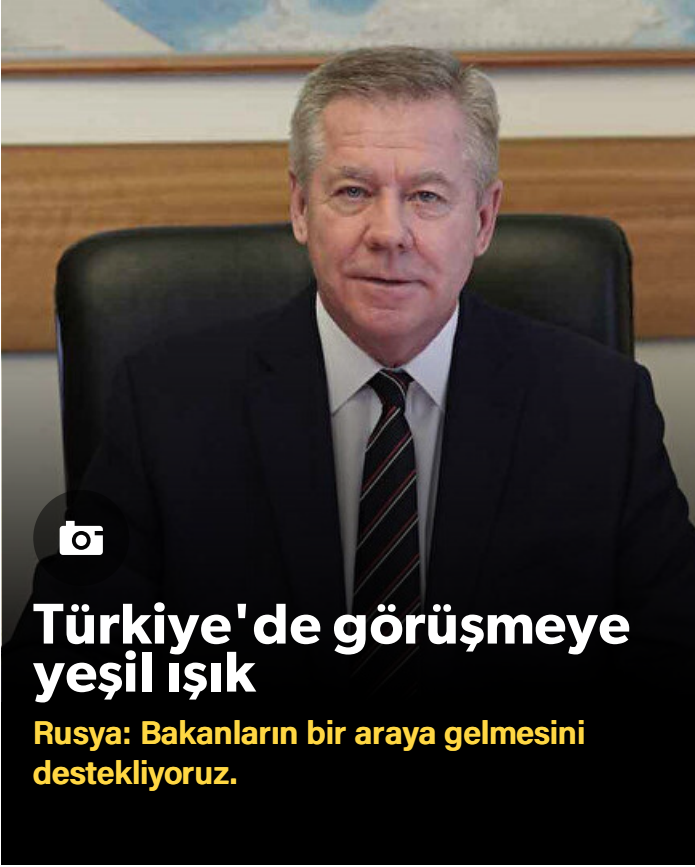 Türkiye'de görüşmeye
yeşil ışık
Rusya: Bakanların bir araya gelmesini
destekliyoruz.